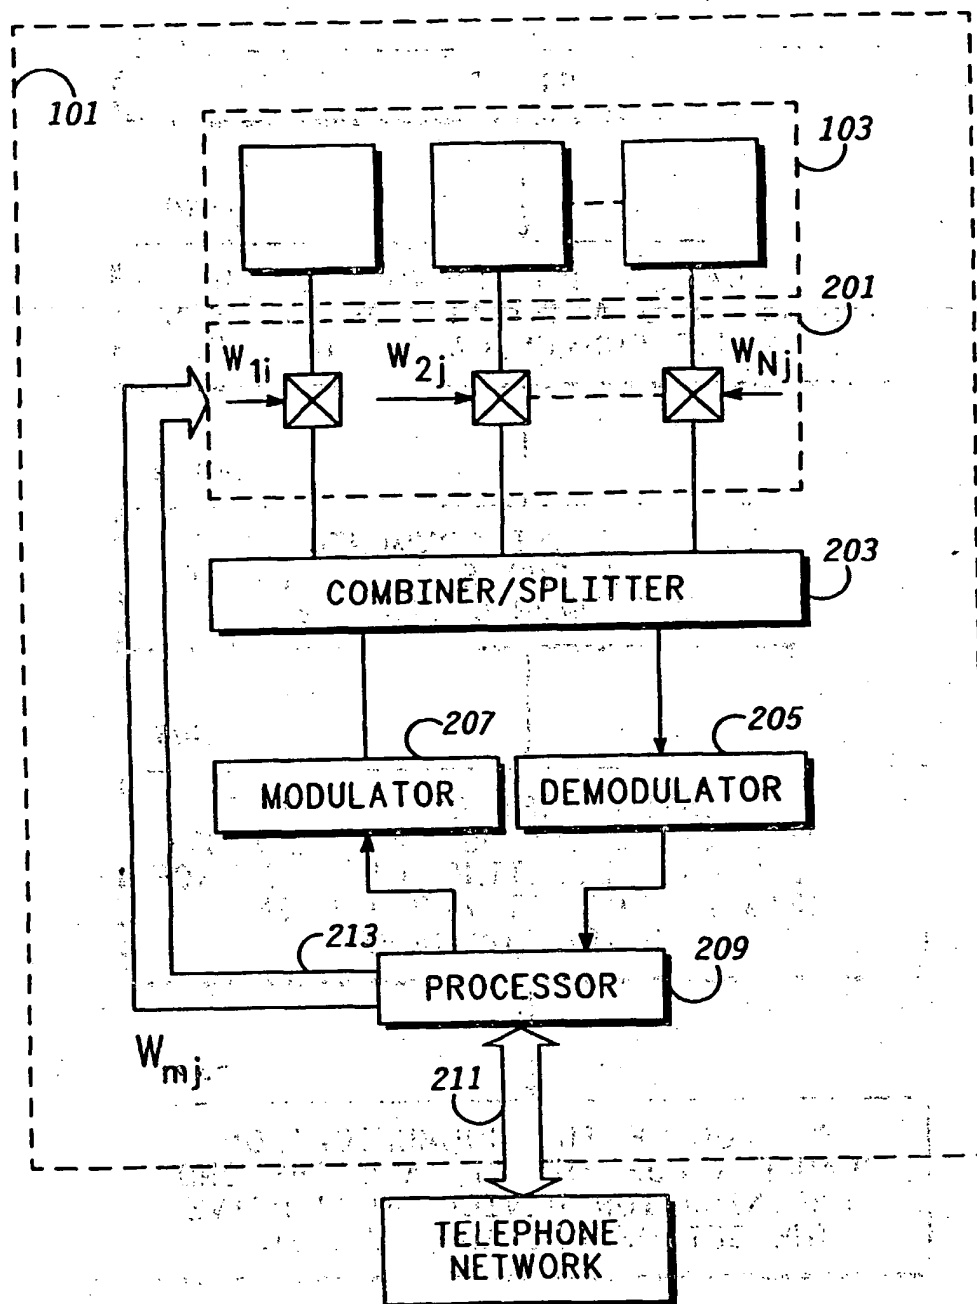 101
103
201
W1i
W2j
WNj
203
COMBINER/SPLITTER
207
205
MODULATOR
DEMODULATOR
213
209
PROCESSOR
Wmj
211
TELEPHONE
NETWORK